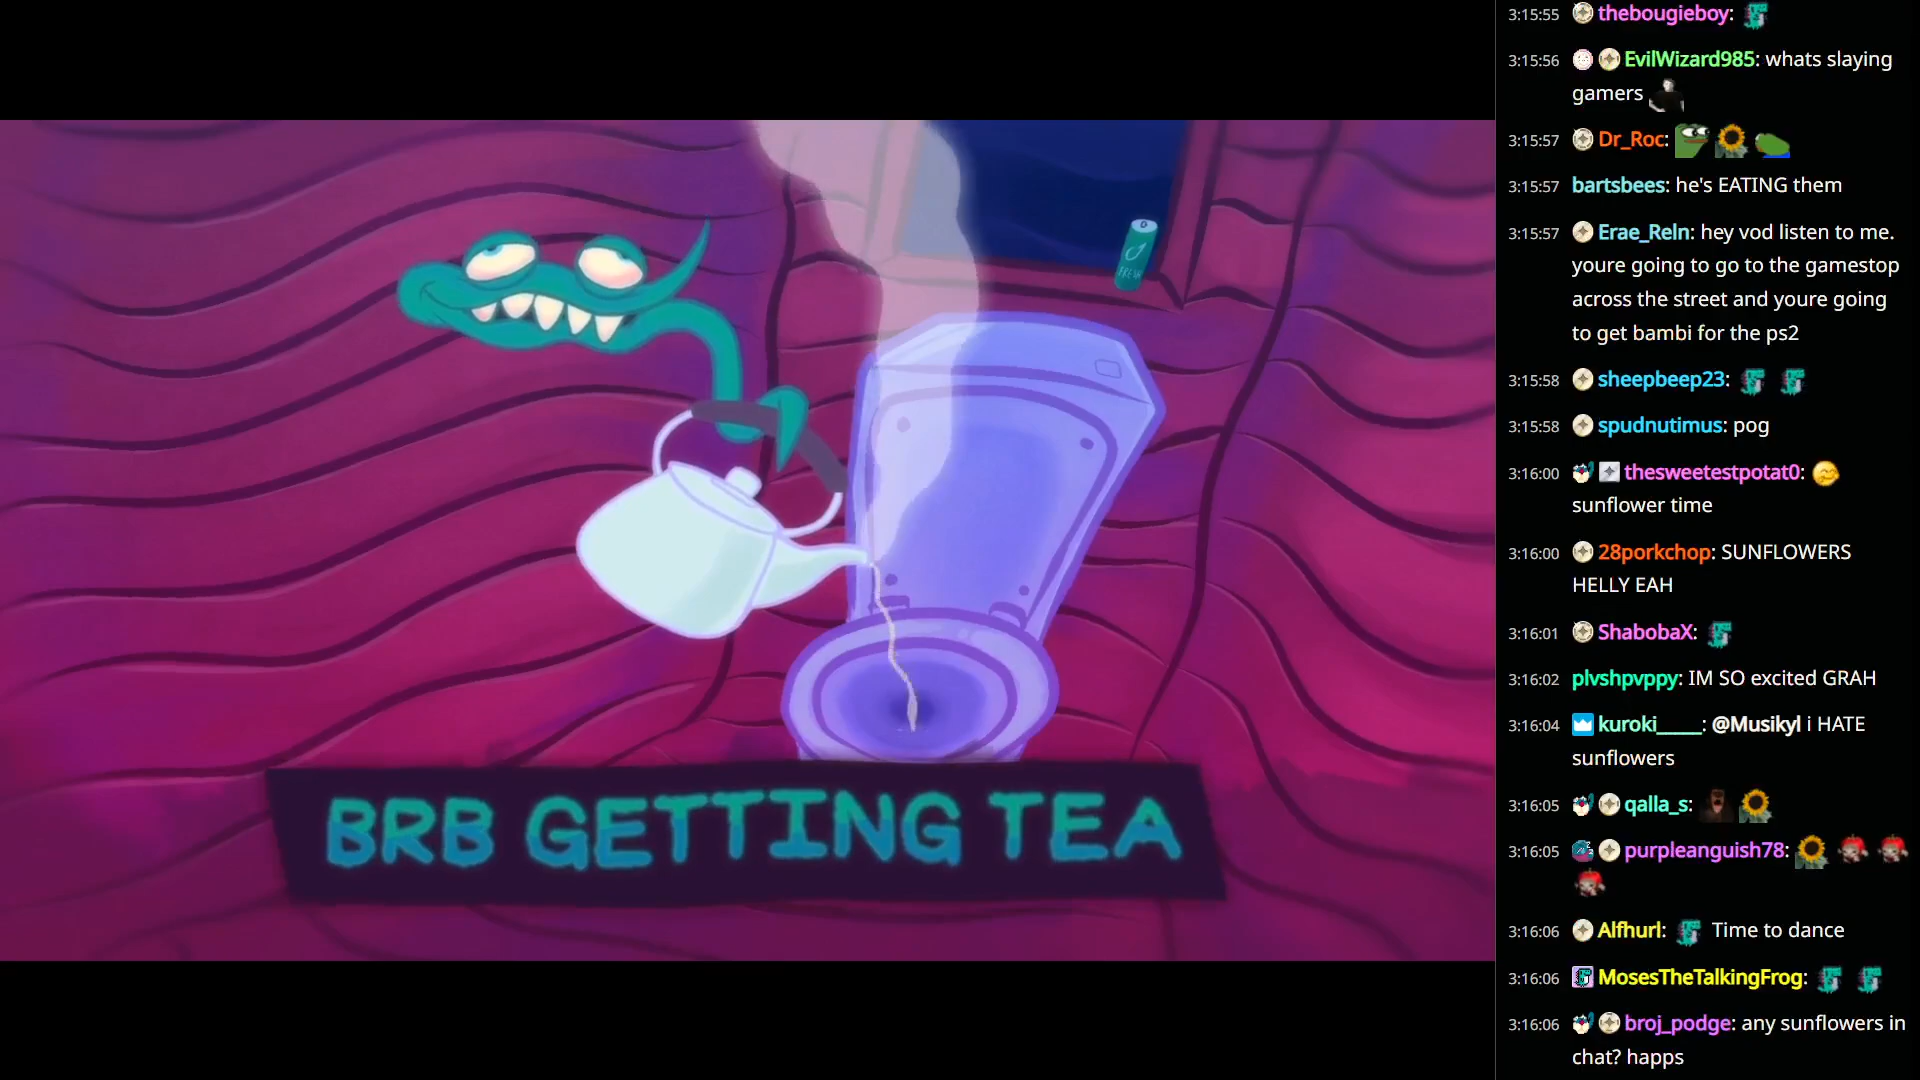 FREAK
BRB GETTING TEA
3:15:55 thebougieboy:
3:15:56 EvilWizard985: whats slaying
gamers
3:15:57 Dr_Roc:
3:15:57 bartsbees: he's EATING them
3:15:57 Erae_Reln: hey vod listen to me.
youre going to go to the gamestop
across the street and youre going
to get bambi for the ps2
3:15:58 sheepbeep23:
3:15:58 spudnutimus: pog
3:16:00 thesweetestpotat0:
sunflower time
3:16:00 28porkchop: SUNFLOWERS
HELLY EAH
3:16:01 ShabobaX:
3:16:02 plvshpvppy: IM SO excited GRAH
3:16:04 kuroki_____: @Musikyl i HATE
sunflowers
3:16:05 qalla_s:
3:16:05 purpleanguish78:
3:16:06 Alfhurl: Time to dance
3:16:06 MosesTheTalkingFrog:
3:16:06 broj_podge: any sunflowers in
chat? happs